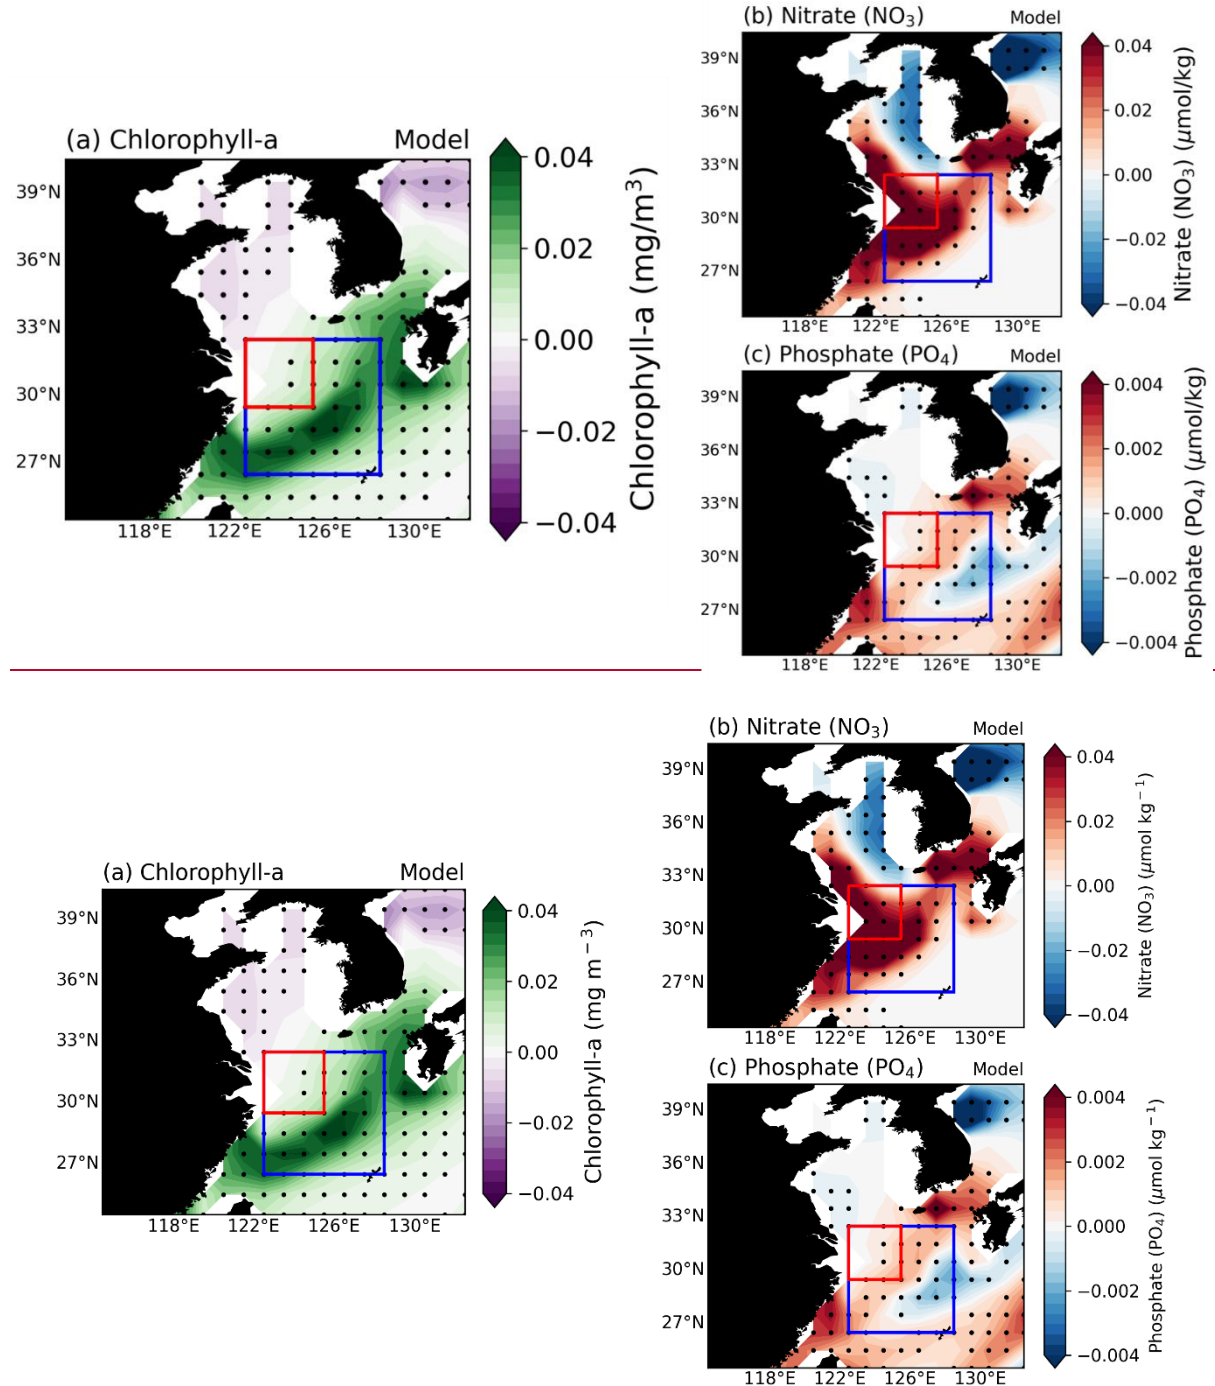 (a) Chlorophyll-a Model
39°N
36°N
33°N
30°N
27°N
118°E 122°E 126°E 130°E
0.04
0.02
0.00
−0.02
−0.04
Chlorophyll-a (mg/m³)
(b) Nitrate (NO₃) Model
39°N
36°N
33°N
30°N
27°N
118°E 122°E 126°E 130°E
0.04
0.02
0.00
−0.02
−0.04
Nitrate (NO₃) (μmol/kg)
(c) Phosphate (PO₄) Model
39°N
36°N
33°N
30°N
27°N
118°E 122°E 126°E 130°E
0.004
0.002
0.000
−0.002
−0.004
Phosphate (PO₄) (μmol/kg)
(a) Chlorophyll-a Model
39°N
36°N
33°N
30°N
27°N
118°E 122°E 126°E 130°E
0.04
0.02
0.00
−0.02
−0.04
Chlorophyll-a (mg m⁻³)
(b) Nitrate (NO₃) Model
39°N
36°N
33°N
30°N
27°N
118°E 122°E 126°E 130°E
0.04
0.02
0.00
−0.02
−0.04
Nitrate (NO₃) (μmol kg⁻¹)
(c) Phosphate (PO₄) Model
39°N
36°N
33°N
30°N
27°N
118°E 122°E 126°E 130°E
0.004
0.002
0.000
−0.002
−0.004
Phosphate (PO₄) (μmol kg⁻¹)